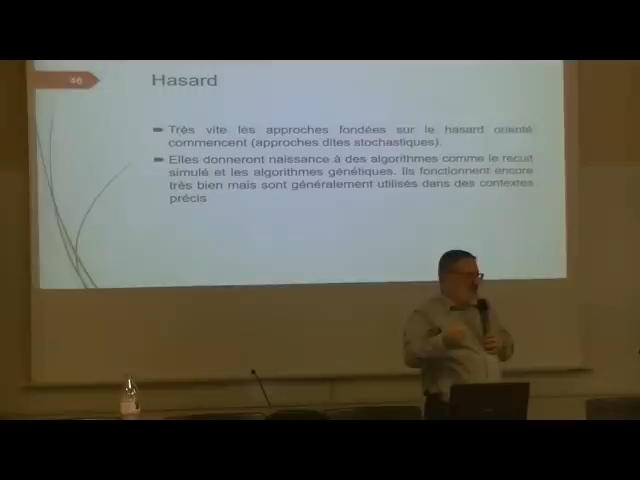 46
Hasard
Très vite les approches fondées sur le hasard orienté
commencent (approches dites stochastiques).
Elles donneront naissance à des algorithmes comme le recuit
simulé et les algorithmes génétiques. Ils fonctionnent encore
très bien mais sont généralement utilisés dans des contextes
précis